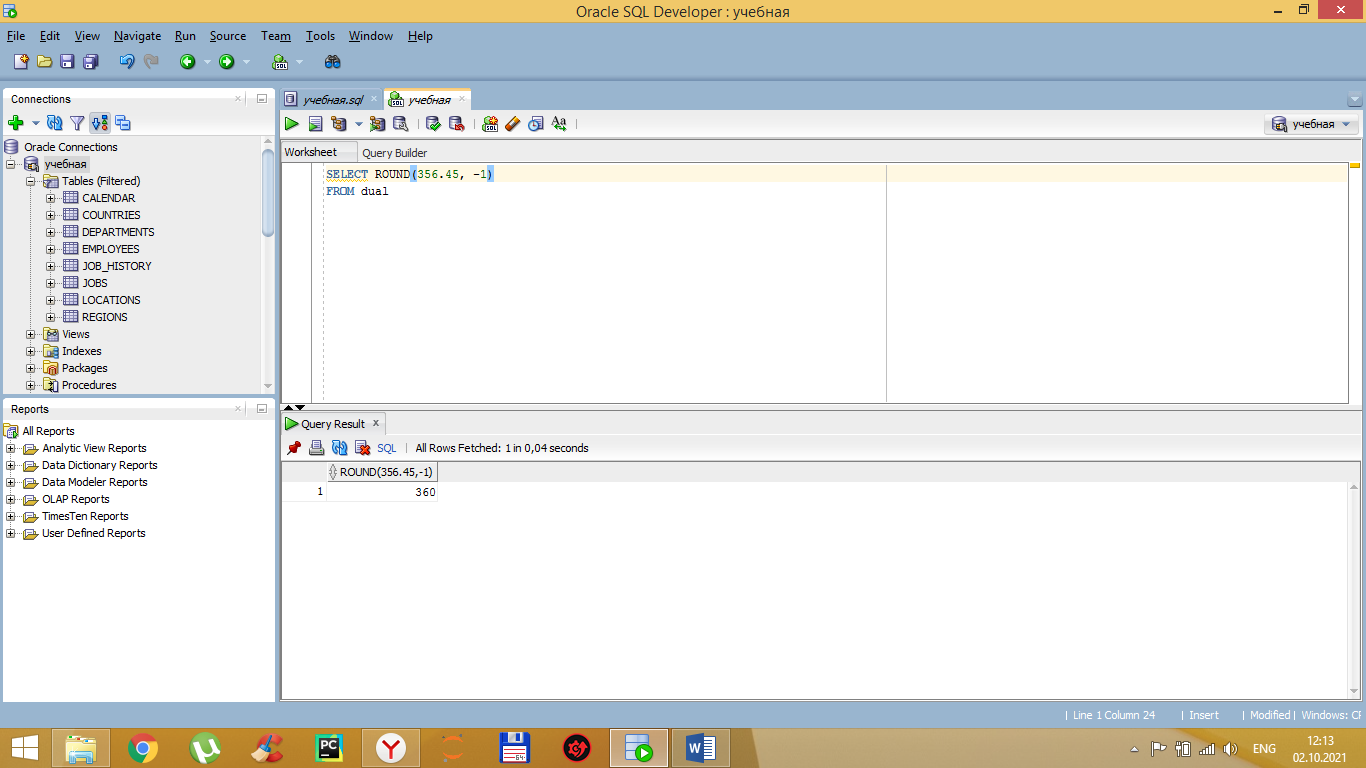 Oracle SQL Developer : учебная
File Edit View Navigate Run Source Team Tools Window Help
Connections
Oracle Connections
учебная
Tables (Filtered)
CALENDAR
COUNTRIES
DEPARTMENTS
EMPLOYEES
JOB_HISTORY
JOBS
LOCATIONS
REGIONS
Views
Indexes
Packages
Procedures
Reports
All Reports
Analytic View Reports
Data Dictionary Reports
Data Modeler Reports
OLAP Reports
TimesTen Reports
User Defined Reports
учебная.sql учебная
учебная
Worksheet Query Builder
SELECT ROUND(356.45, -1)
FROM dual
Query Result
SQL | All Rows Fetched: 1 in 0,04 seconds
ROUND(356.45,-1)
1 360
| Line 1 Column 24 | Insert | Modified | Windows: CF
ENG
12:13
02.10.2021